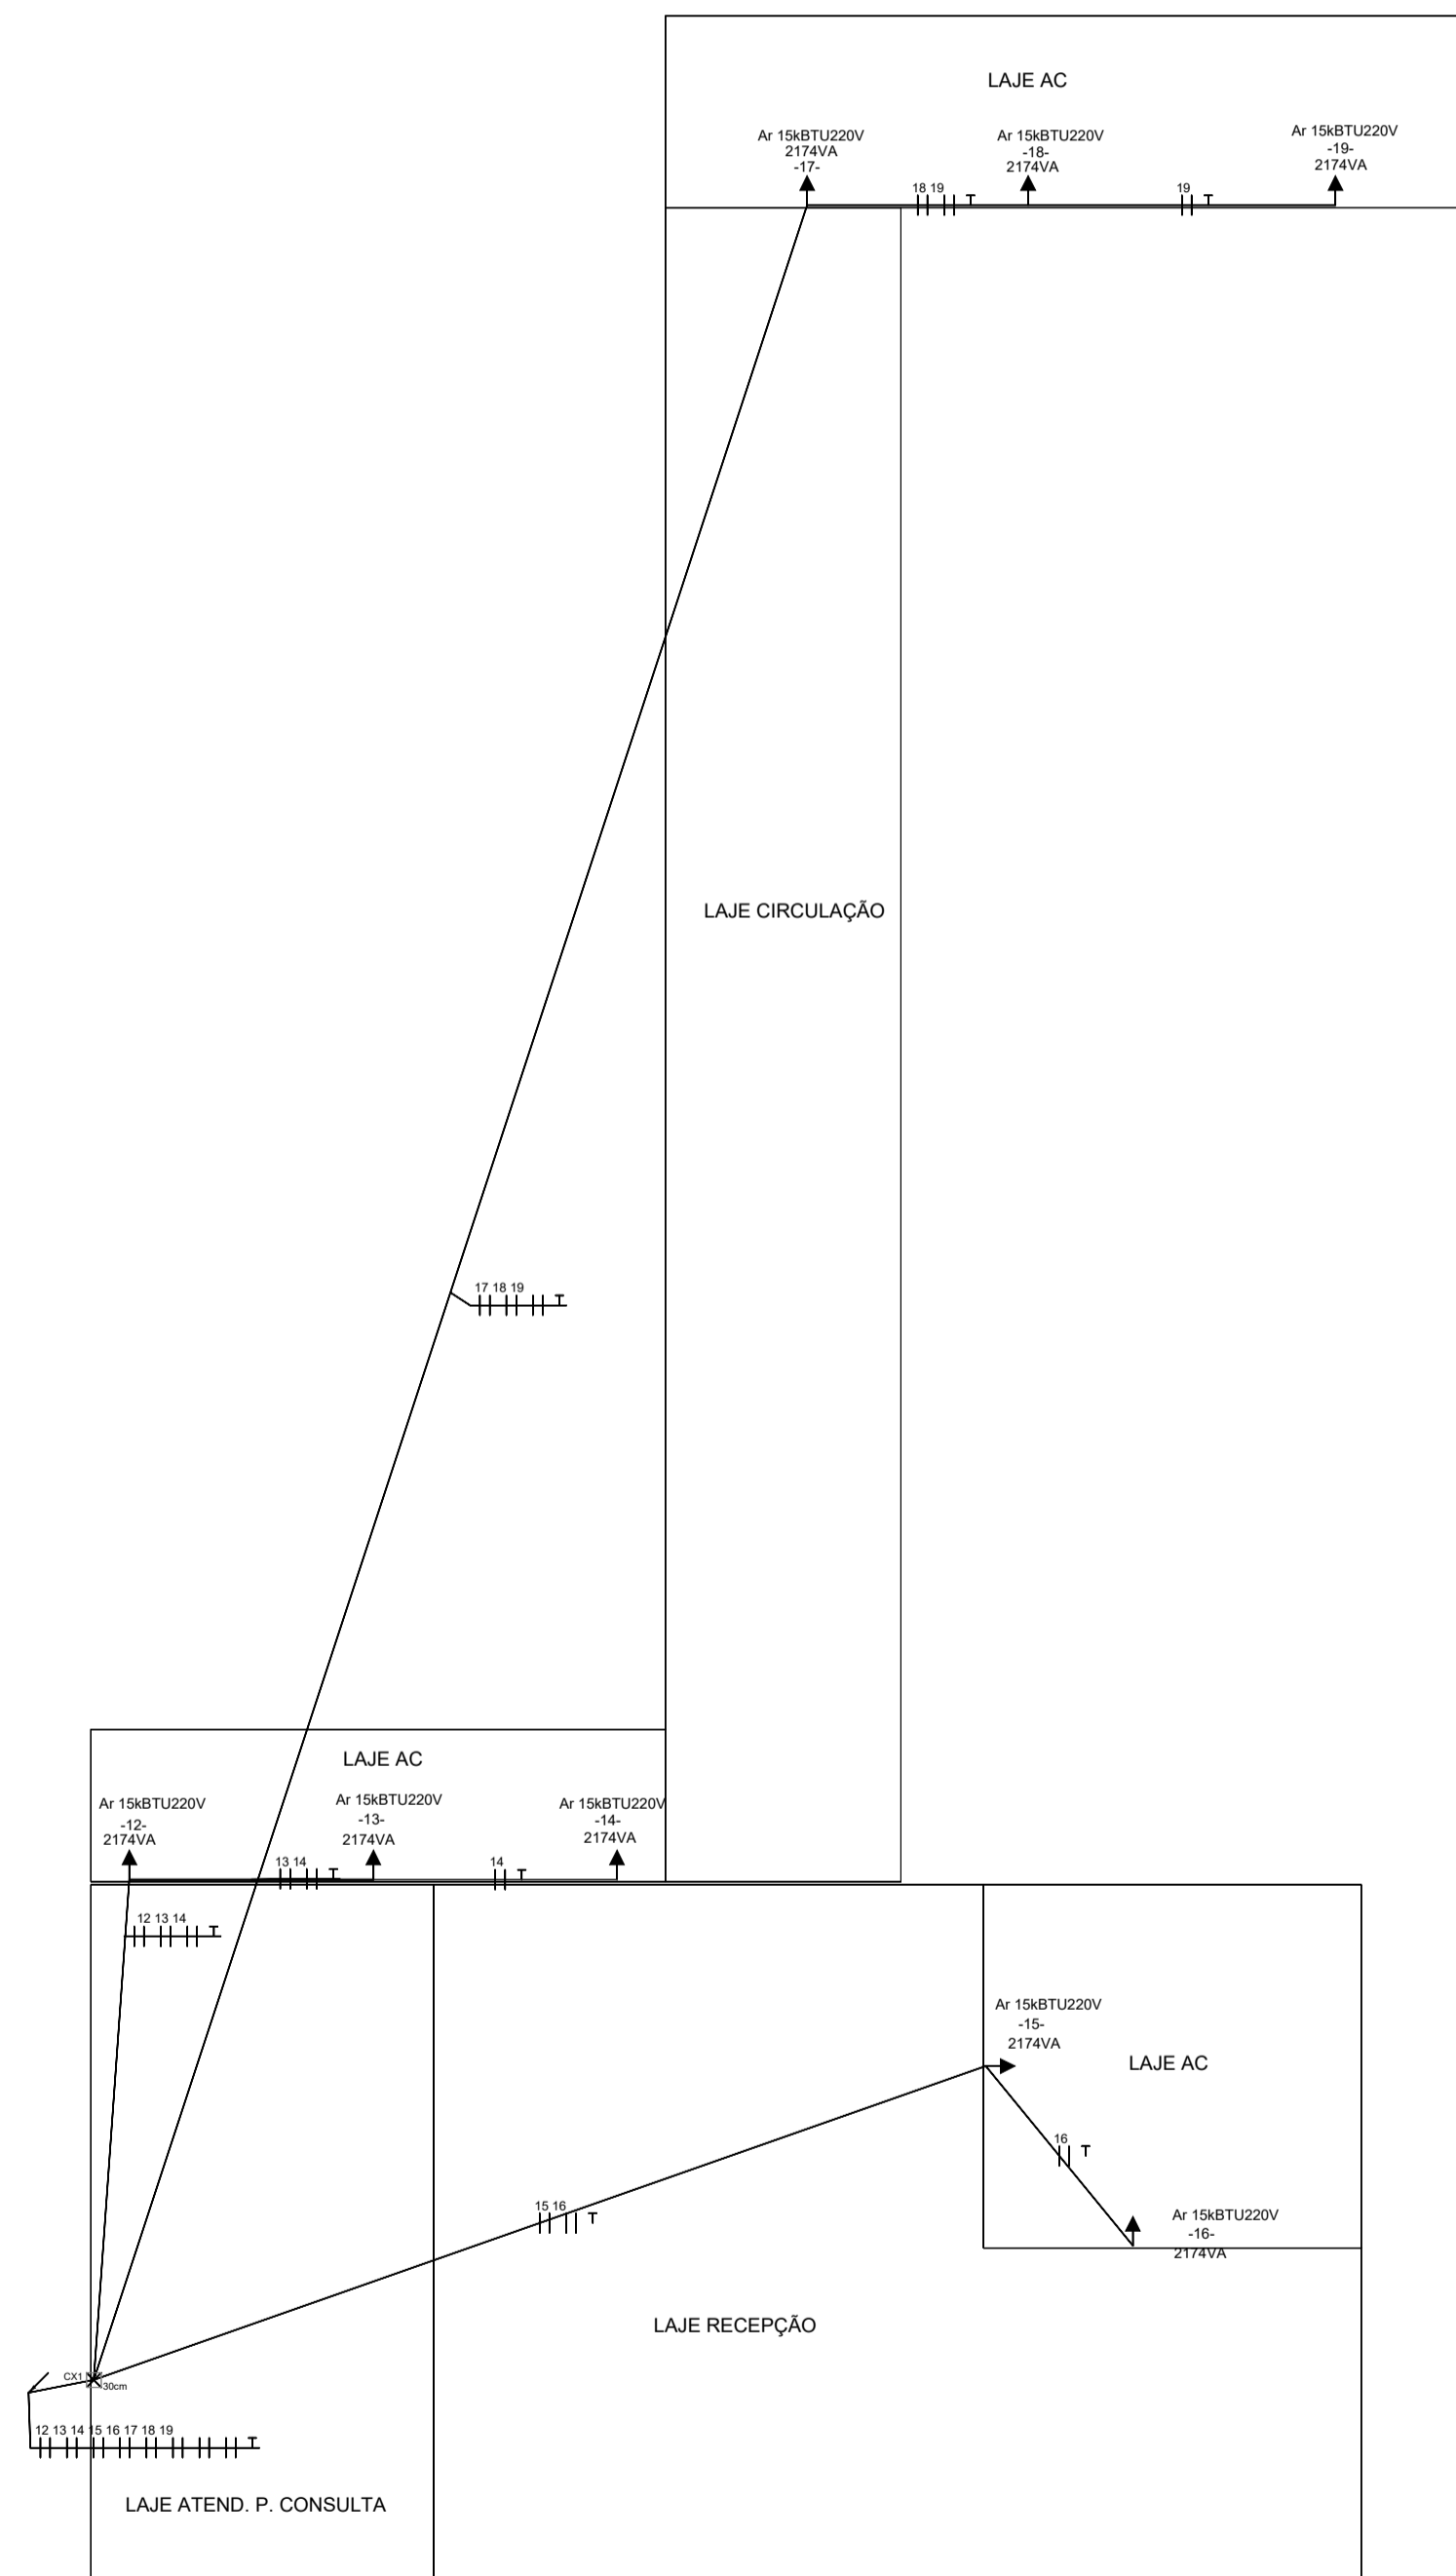 LAJE AC
Ar 15kBTU220V
2174VA
-17-
Ar 15kBTU220V
-18-
2174VA
Ar 15kBTU220V
-19-
2174VA
18 19
T
19
T
LAJE CIRCULAÇÃO
17 18 19
T
LAJE AC
Ar 15kBTU220V
-12-
2174VA
Ar 15kBTU220V
-13-
2174VA
Ar 15kBTU220V
-14-
2174VA
13 14
T
14
T
12 13 14
T
Ar 15kBTU220V
-15-
2174VA
LAJE AC
16
T
15 16
T
Ar 15kBTU220V
-16-
2174VA
LAJE RECEPÇÃO
CX1
30cm
12 13 14 15 16 17 18 19
T
LAJE ATEND. P. CONSULTA